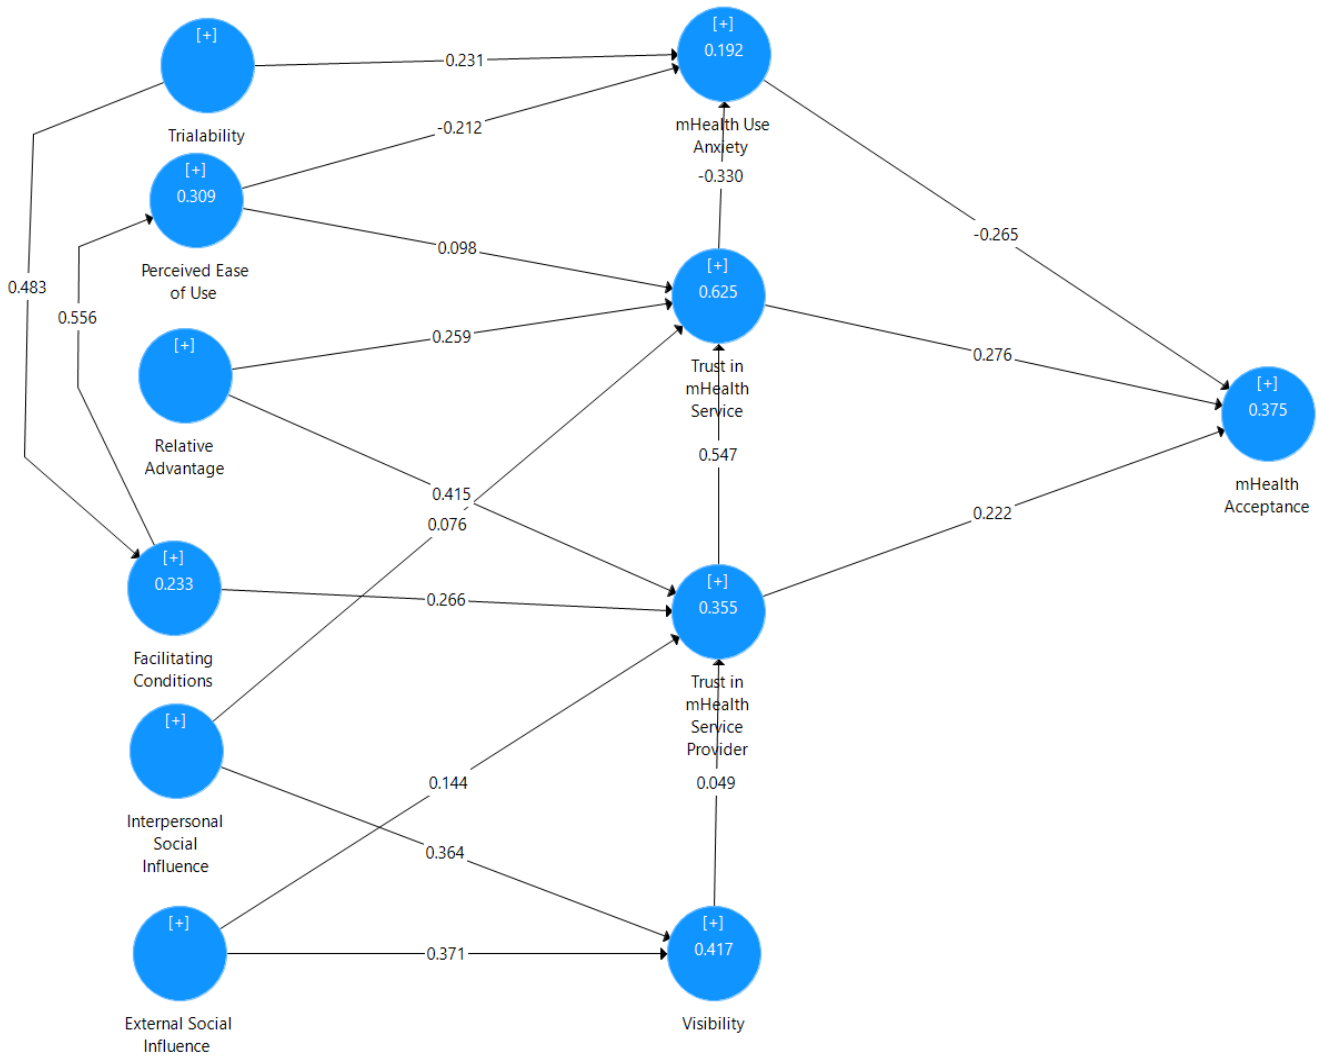 [+]
Trialability
[+]
0.309
Perceived Ease
of Use
[+]
Relative
Advantage
[+]
0.233
Facilitating
Conditions
[+]
Interpersonal
Social
Influence
[+]
External Social
Influence
0.483
0.556
0.231
-0.212
0.098
0.259
0.415
0.076
0.266
0.144
0.364
0.371
[+]
0.192
mHealth Use
Anxiety
-0.330
[+]
0.625
Trust in
mHealth
Service
0.547
[+]
0.355
Trust in
mHealth
Service
Provider
0.049
[+]
0.417
Visibility
-0.265
0.276
0.222
[+]
0.375
mHealth
Acceptance